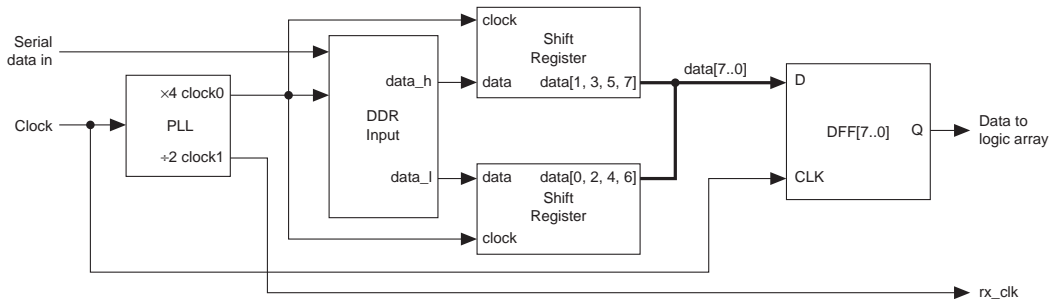 Serial
data in
Clock
×4 clock0
PLL
÷2 clock1
DDR
Input
data_h
data_l
clock
Shift
Register
data
data[1, 3, 5, 7]
data
data[0, 2, 4, 6]
Shift
Register
clock
data[7..0]
D
DFF[7..0]
Q
CLK
Data to
logic array
rx_clk